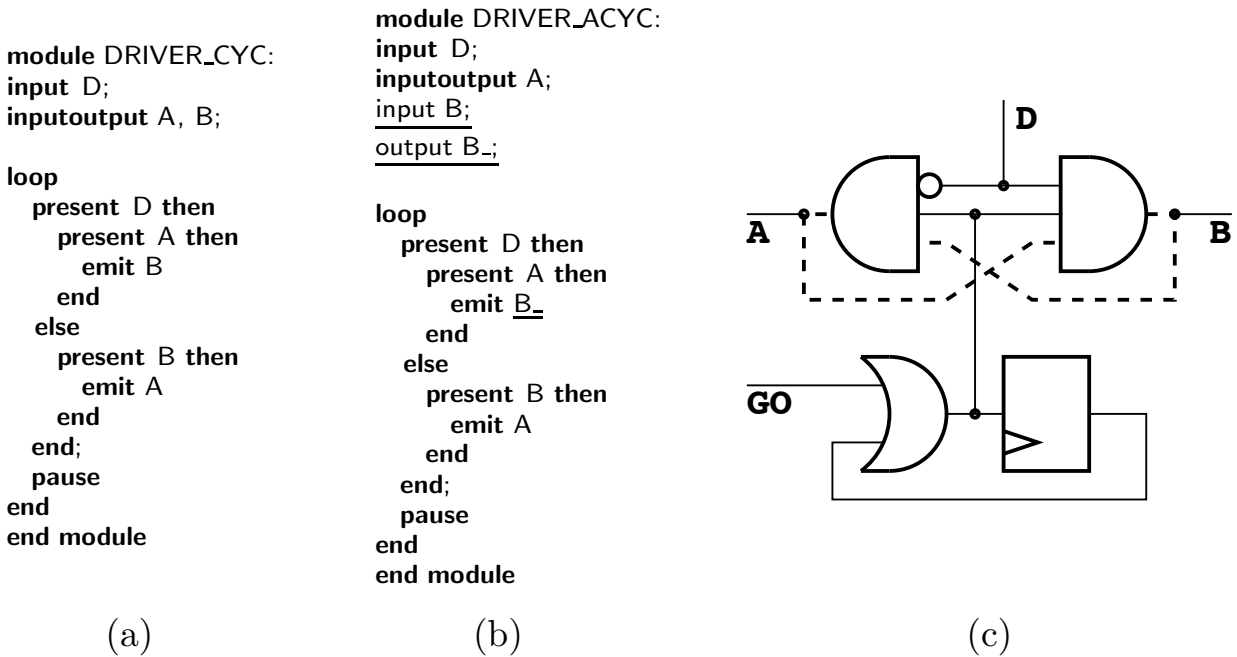 module DRIVER_CYC:
input D;
inputoutput A, B;
loop
present D then
present A then
emit B
end
else
present B then
emit A
end
end;
pause
end
end module
(a)
module DRIVER_ACYC:
input D;
inputoutput A;
input B;
output B_;
loop
present D then
present A then
emit B_
end
else
present B then
emit A
end
end;
pause
end
end module
(b)
D
A
B
GO
(c)